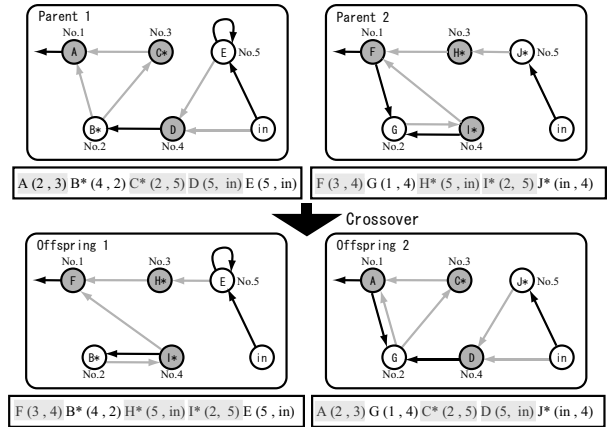 Parent 1
No.1
No.3
A
C*
E
No.5
B*
D
in
No.2
No.4
A (2 , 3) B* (4 , 2) C* (2 , 5) D (5, in) E (5 , in)
Parent 2
No.1
No.3
F
H*
J*
No.5
G
I*
in
No.2
No.4
F (3 , 4) G (1 , 4) H* (5 , in) I* (2, 5) J* (in , 4)
Crossover
Offspring 1
No.1
No.3
F
H*
E
No.5
B*
I*
in
No.2
No.4
F (3 , 4) B* (4 , 2) H* (5 , in) I* (2, 5) E (5 , in)
Offspring 2
No.1
No.3
A
C*
J*
No.5
G
D
in
No.2
No.4
A (2 , 3) G (1 , 4) C* (2 , 5) D (5, in) J* (in , 4)